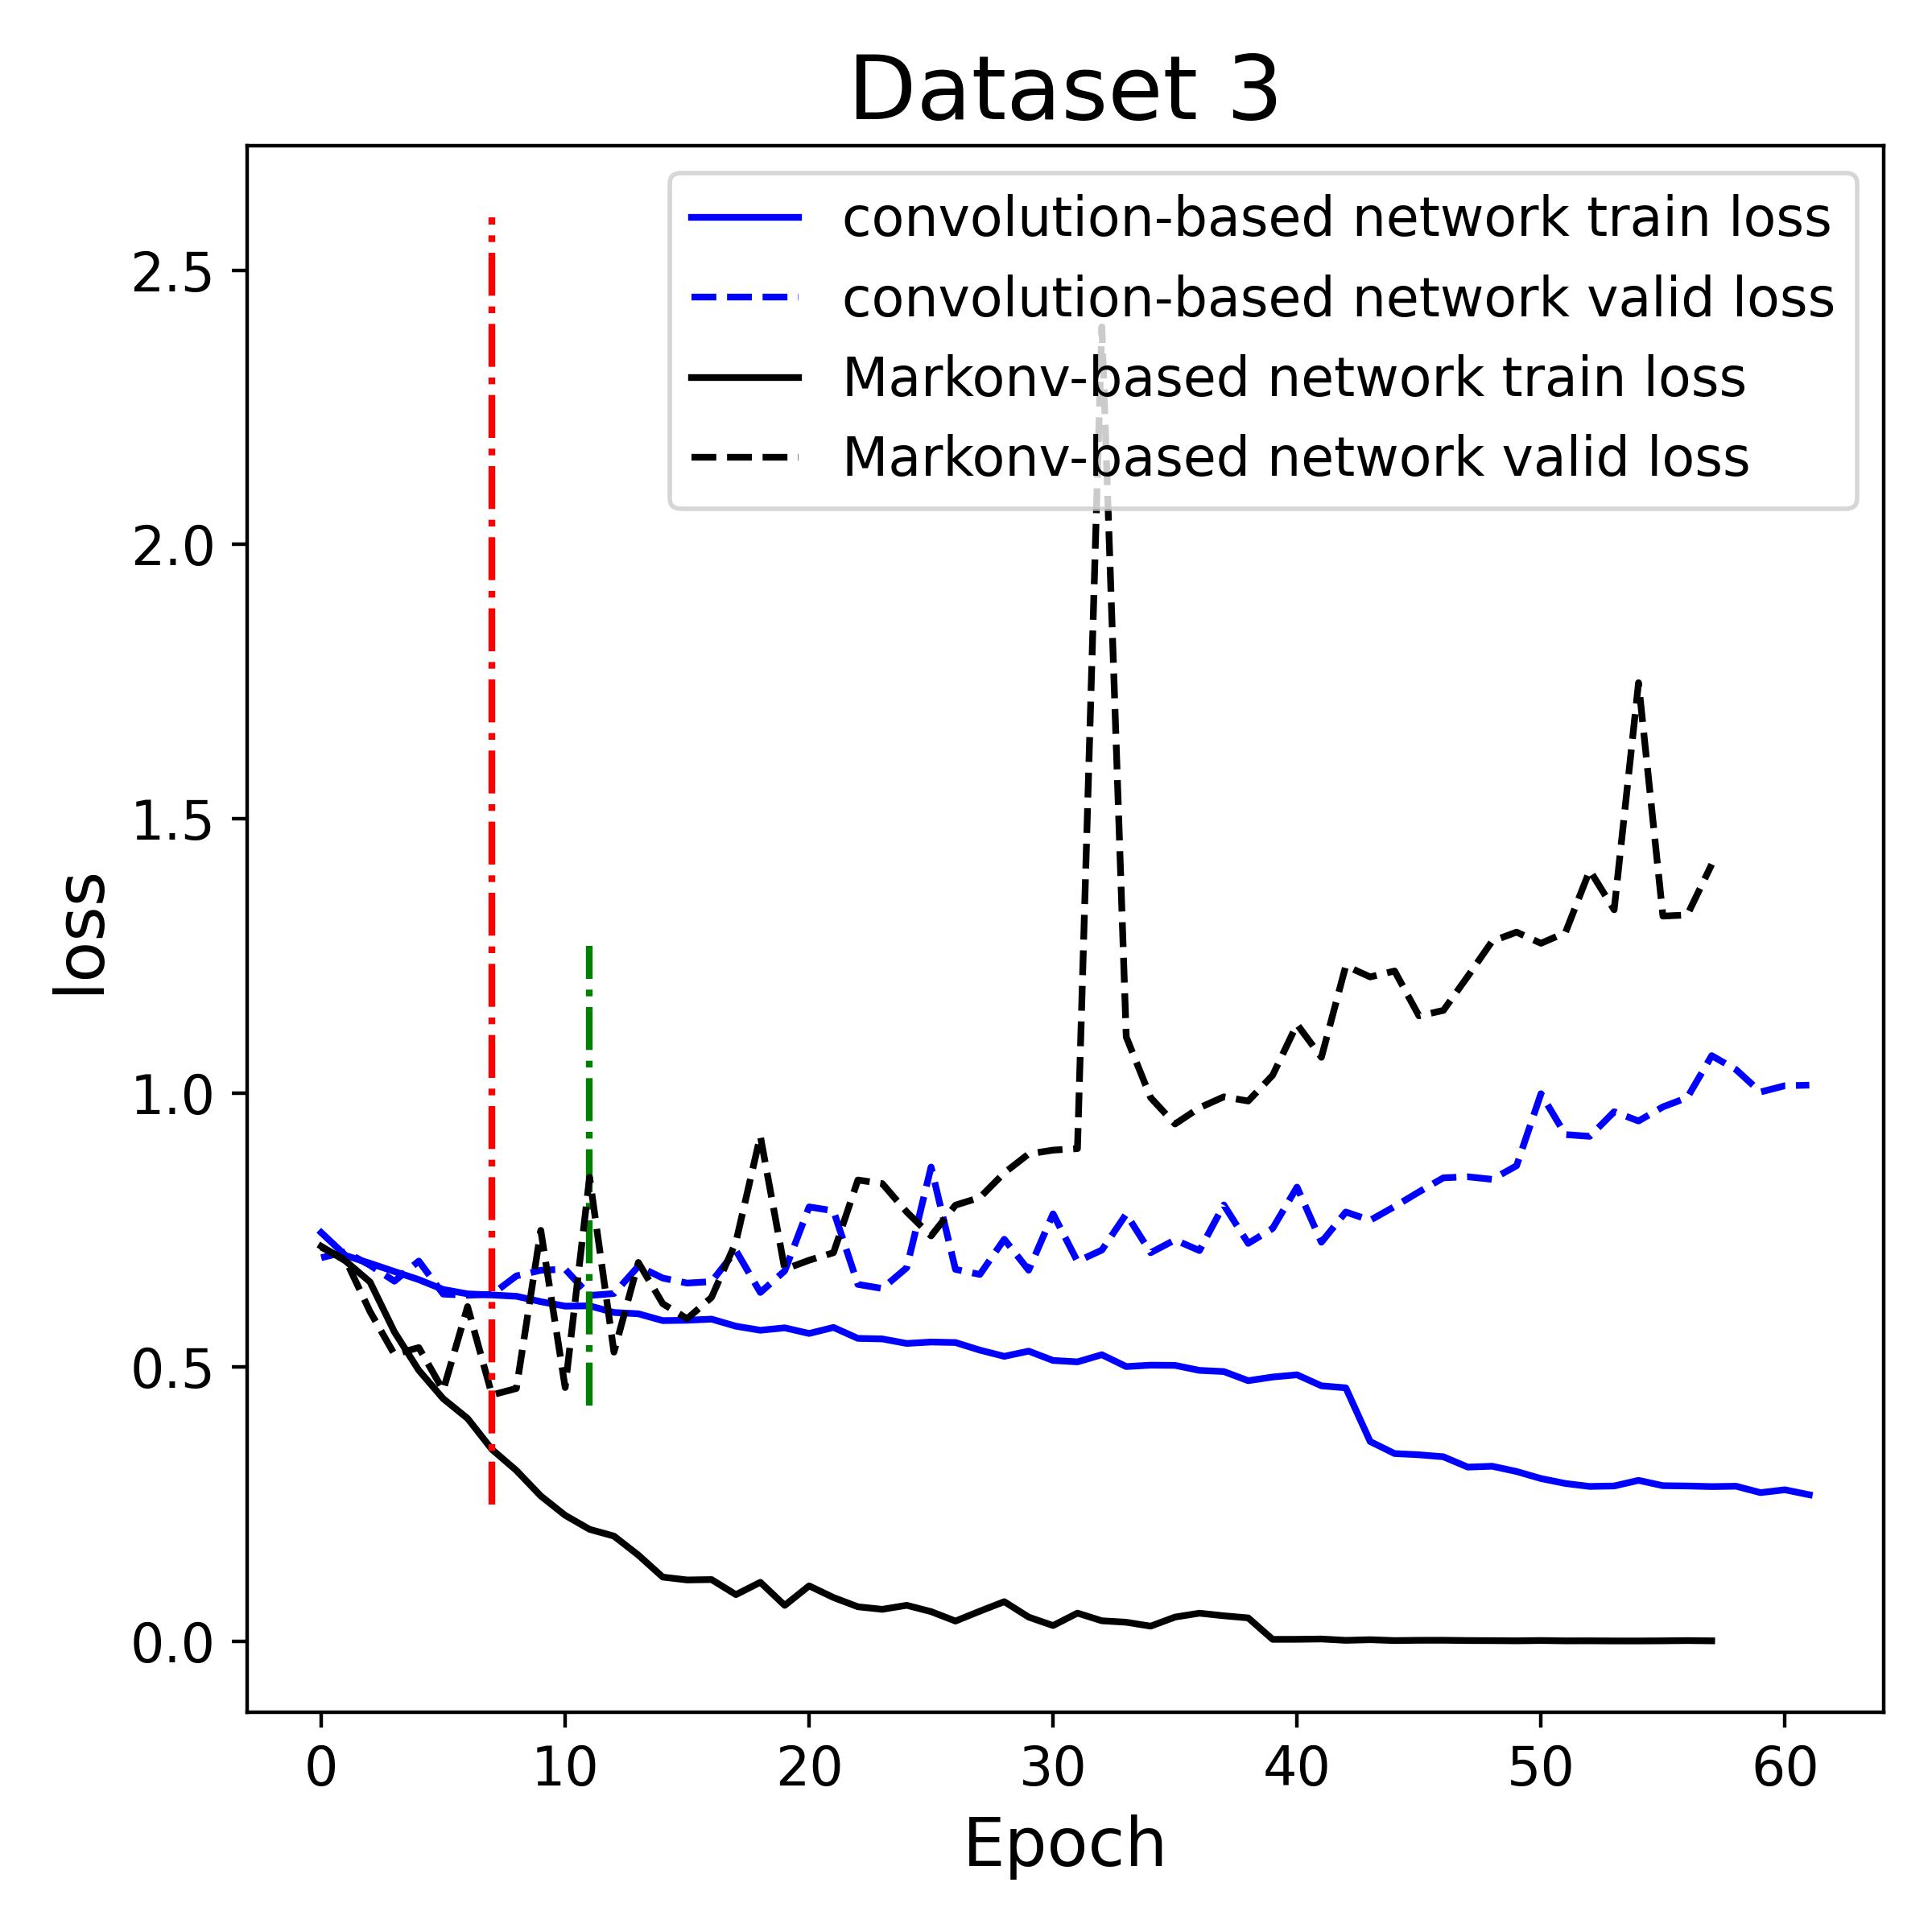 Dataset 3
convolution-based network train loss
convolution-based network valid loss
Markonv-based network train loss
Markonv-based network valid loss
2.5
2.0
1.5
1.0
0.5
0.0
loss
0 10 20 30 40 50 60
Epoch